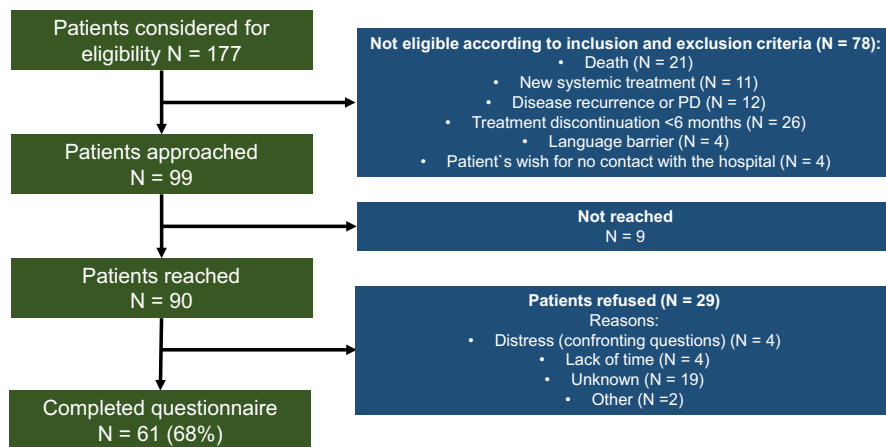 Patients considered for
eligibility N = 177
Not eligible according to inclusion and exclusion criteria (N = 78):
• Death (N = 21)
• New systemic treatment (N = 11)
• Disease recurrence or PD (N = 12)
• Treatment discontinuation <6 months (N = 26)
• Language barrier (N = 4)
• Patient`s wish for no contact with the hospital (N = 4)
Patients approached
N = 99
Not reached
N = 9
Patients reached
N = 90
Patients refused (N = 29)
Reasons:
• Distress (confronting questions) (N = 4)
• Lack of time (N = 4)
• Unknown (N = 19)
• Other (N =2)
Completed questionnaire
N = 61 (68%)